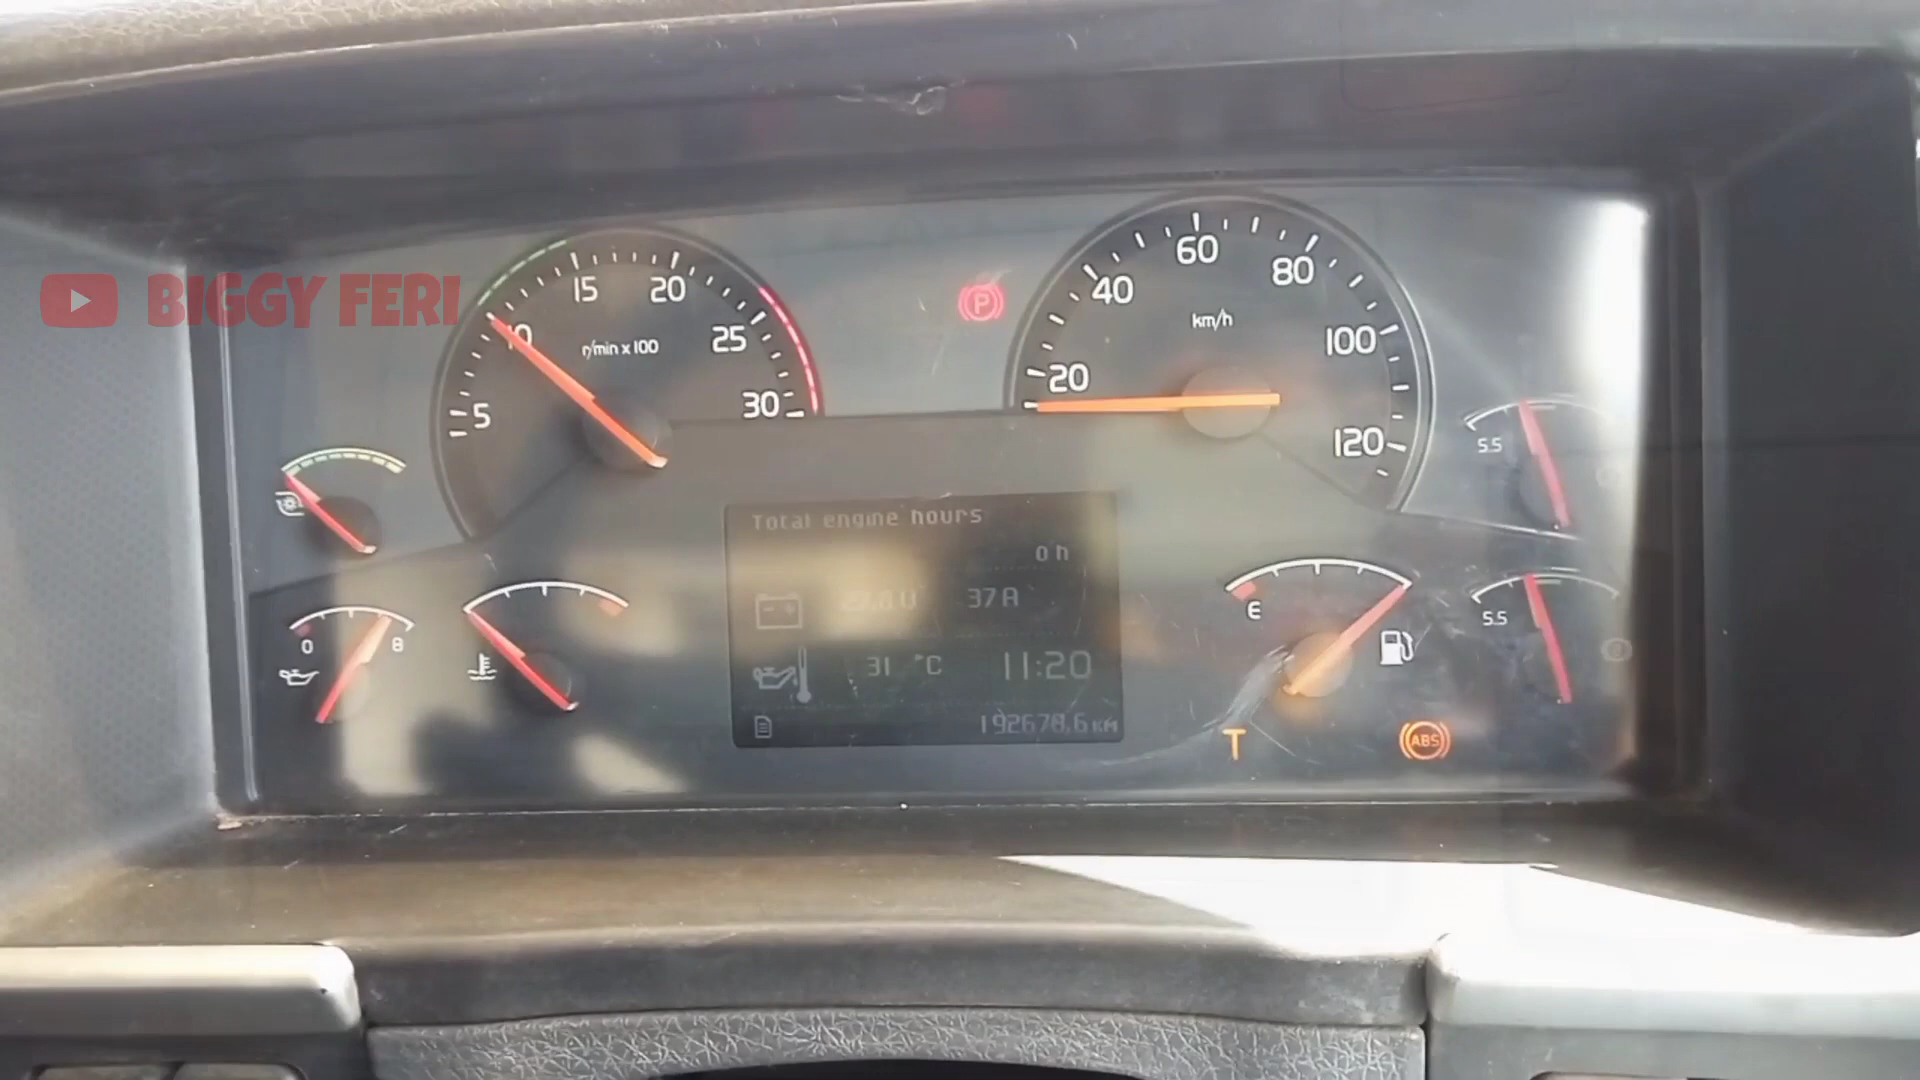 BIGGY FERI
5
10
15
20
25
30
r/min x 100
P
20
40
60
80
100
120
km/h
5.5
0
8
Total engine hours
0 h
37 A
31 °C
11:20
192678,6 KM
E
5.5
T
ABS